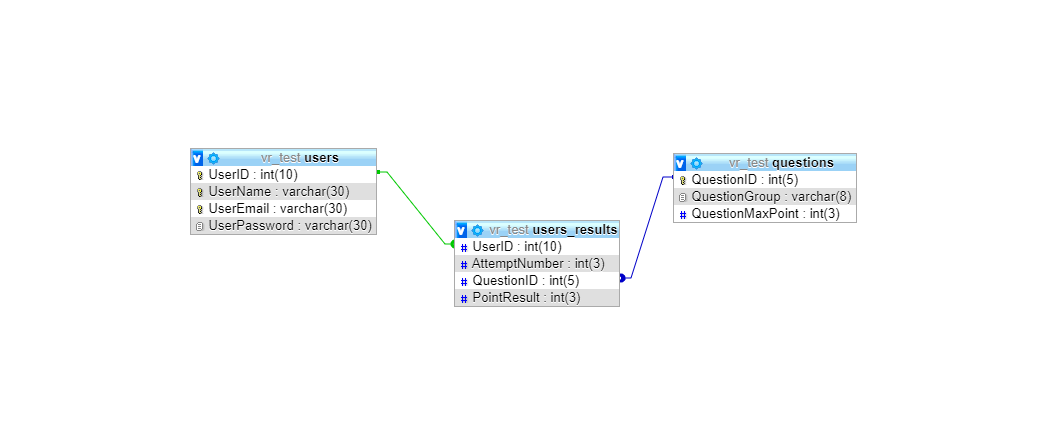 vr_test users
UserID : int(10)
UserName : varchar(30)
UserEmail : varchar(30)
UserPassword : varchar(30)
vr_test users_results
UserID : int(10)
AttemptNumber : int(3)
QuestionID : int(5)
PointResult : int(3)
vr_test questions
QuestionID : int(5)
QuestionGroup : varchar(8)
QuestionMaxPoint : int(3)